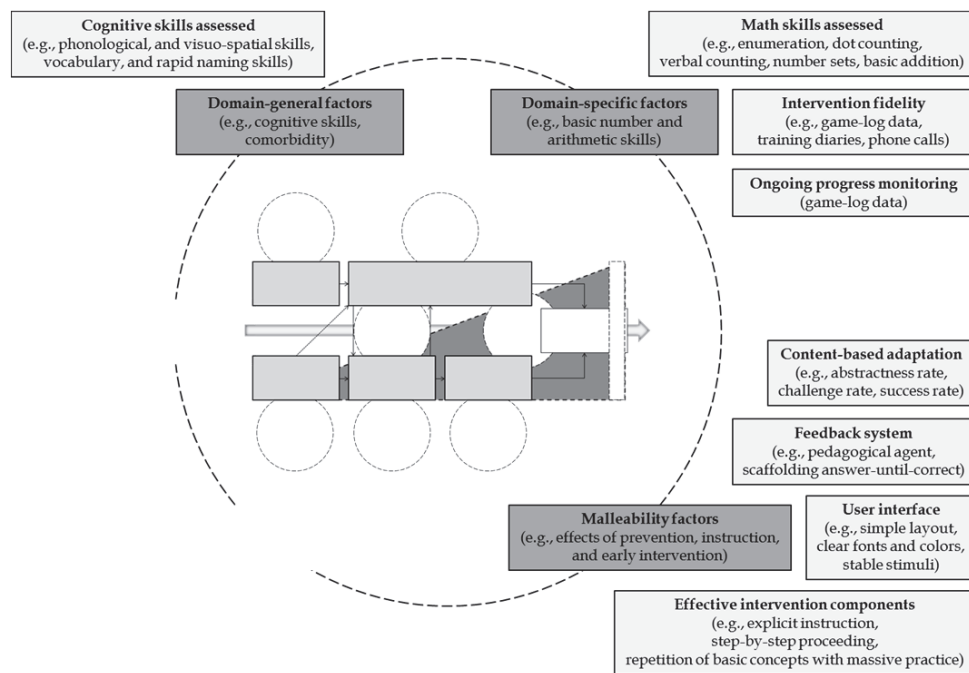 Cognitive skills assessed
(e.g., phonological, and visuo-spatial skills,
vocabulary, and rapid naming skills)
Math skills assessed
(e.g., enumeration, dot counting,
verbal counting, number sets, basic addition)
Domain-general factors
(e.g., cognitive skills,
comorbidity)
Domain-specific factors
(e.g., basic number and
arithmetic skills)
Intervention fidelity
(e.g., game-log data,
training diaries, phone calls)
Ongoing progress monitoring
(game-log data)
Content-based adaptation
(e.g., abstractness rate,
challenge rate, success rate)
Feedback system
(e.g., pedagogical agent,
scaffolding answer-until-correct)
Malleability factors
(e.g., effects of prevention, instruction,
and early intervention)
User interface
(e.g., simple layout,
clear fonts and colors,
stable stimuli)
Effective intervention components
(e.g., explicit instruction,
step-by-step proceeding,
repetition of basic concepts with massive practice)